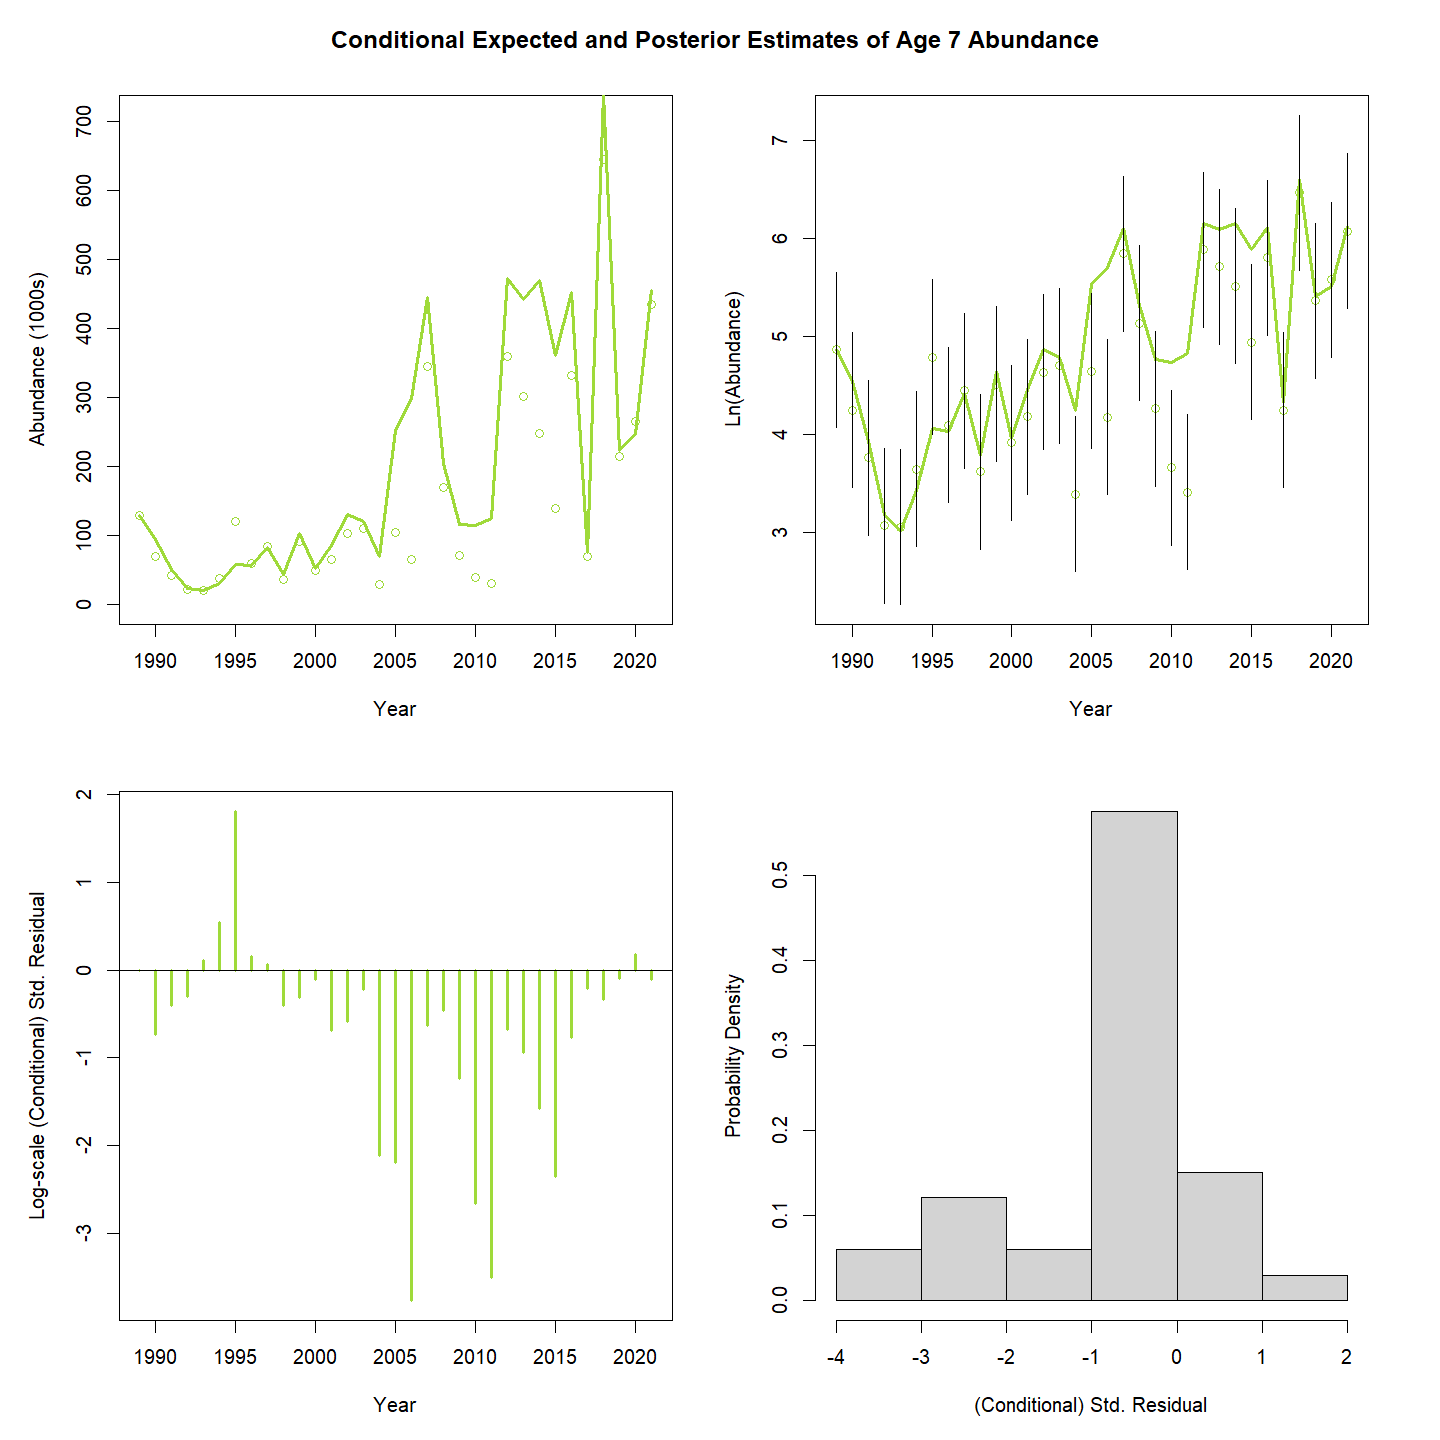 Conditional Expected and Posterior Estimates of Age 7 Abundance
Abundance (1000s)
0 100 200 300 400 500 600 700
1990 1995 2000 2005 2010 2015 2020
Year
Ln(Abundance)
3 4 5 6 7
1990 1995 2000 2005 2010 2015 2020
Year
Log-scale (Conditional) Std. Residual
-3 -2 -1 0 1 2
1990 1995 2000 2005 2010 2015 2020
Year
Probability Density
0.0 0.1 0.2 0.3 0.4 0.5
-4 -3 -2 -1 0 1 2
(Conditional) Std. Residual